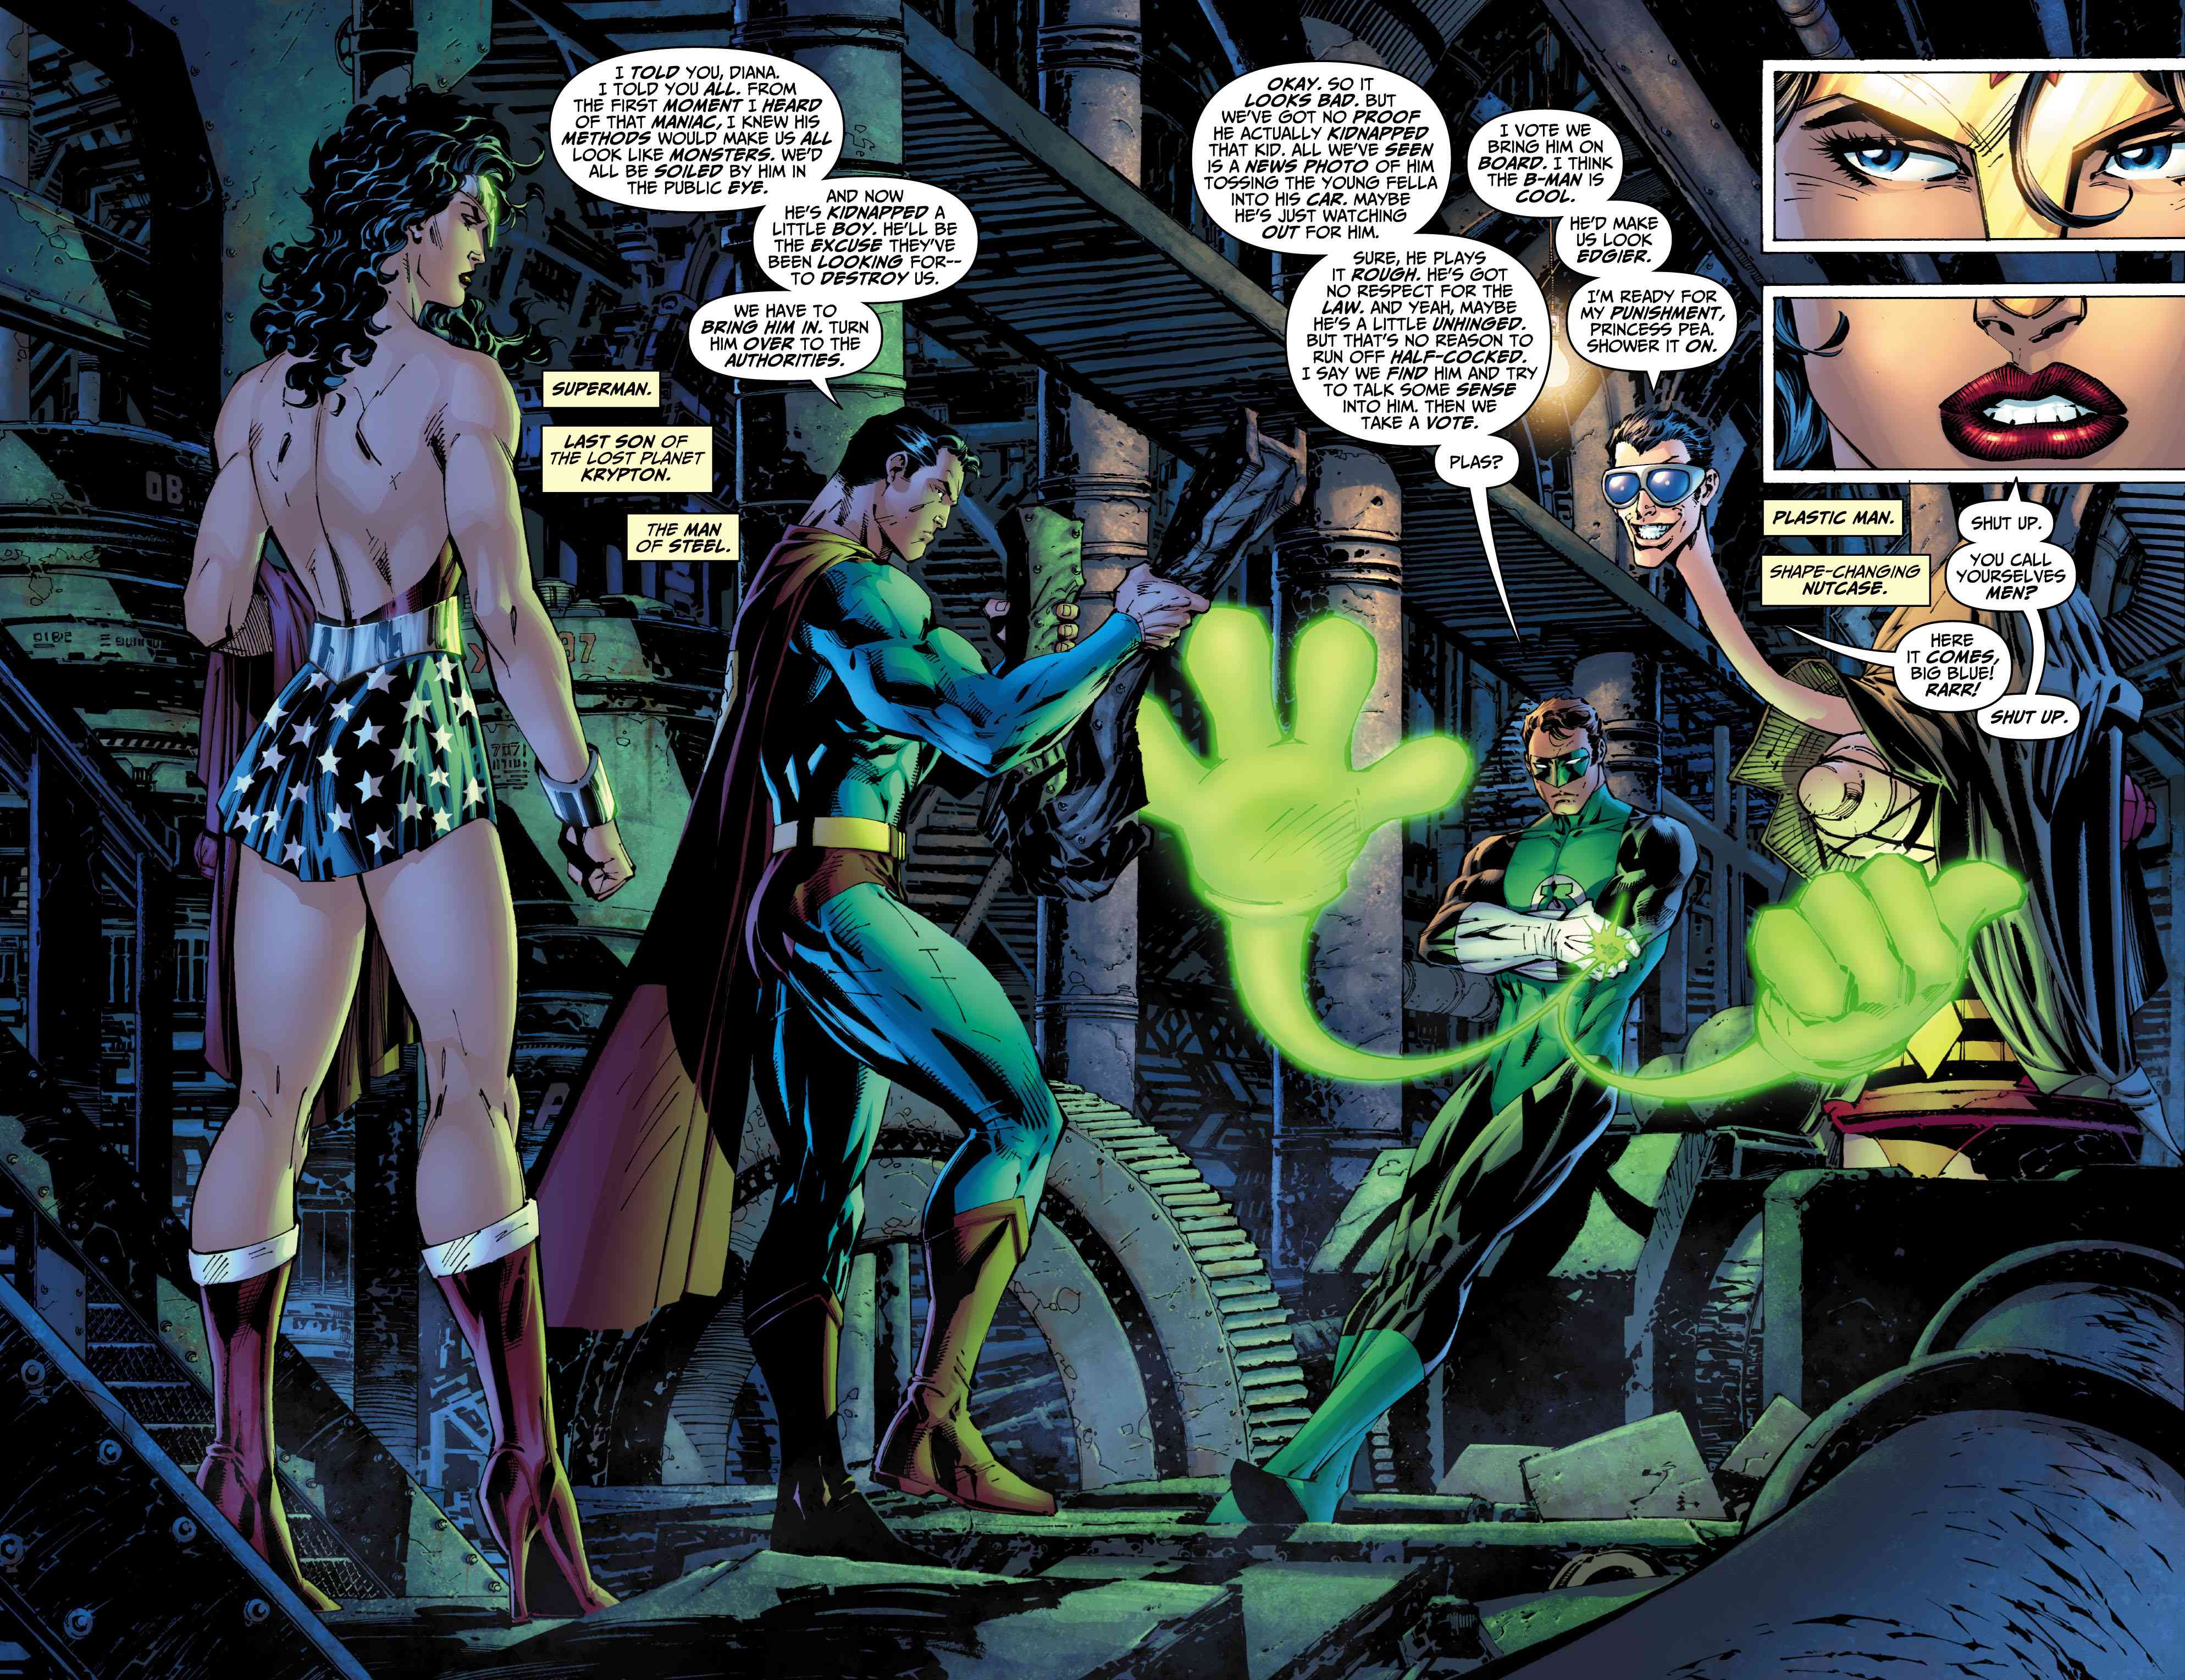 I TOLD YOU, DIANA.
I TOLD YOU ALL. FROM
THE FIRST MOMENT I HEARD
OF THAT MANIAC, I KNEW HIS
METHODS WOULD MAKE US ALL
LOOK LIKE MONSTERS. WE'D
ALL BE SOILED BY HIM IN
THE PUBLIC EYE.
AND NOW
HE'S KIDNAPPED A
LITTLE BOY. HE'LL BE
THE EXCUSE THEY'VE
BEEN LOOKING FOR--
TO DESTROY US.
WE HAVE TO
BRING HIM IN. TURN
HIM OVER TO THE
AUTHORITIES.
SUPERMAN.
LAST SON OF
THE LOST PLANET
KRYPTON.
THE MAN
OF STEEL.
OKAY. SO IT
LOOKS BAD. BUT
WE'VE GOT NO PROOF
HE ACTUALLY KIDNAPPED
THAT KID. ALL WE'VE SEEN
IS A NEWS PHOTO OF HIM
TOSSING THE YOUNG FELLA
INTO HIS CAR. MAYBE
HE'S JUST WATCHING
OUT FOR HIM.
SURE, HE PLAYS
IT ROUGH. HE'S GOT
NO RESPECT FOR THE
LAW. AND YEAH, MAYBE
HE'S A LITTLE UNHINGED.
BUT THAT'S NO REASON TO
RUN OFF HALF-COCKED.
I SAY WE FIND HIM AND TRY
TO TALK SOME SENSE
INTO HIM. THEN WE
TAKE A VOTE.
PLAS?
I VOTE WE
BRING HIM ON
BOARD. I THINK
THE B-MAN IS
COOL.
HE'D MAKE
US LOOK
EDGIER.
I'M READY FOR
MY PUNISHMENT,
PRINCESS PEA.
SHOWER IT ON.
PLASTIC MAN.
SHAPE-CHANGING
NUTCASE.
SHUT UP.
YOU CALL
YOURSELVES
MEN?
HERE
IT COMES,
BIG BLUE!
RARR!
SHUT UP.